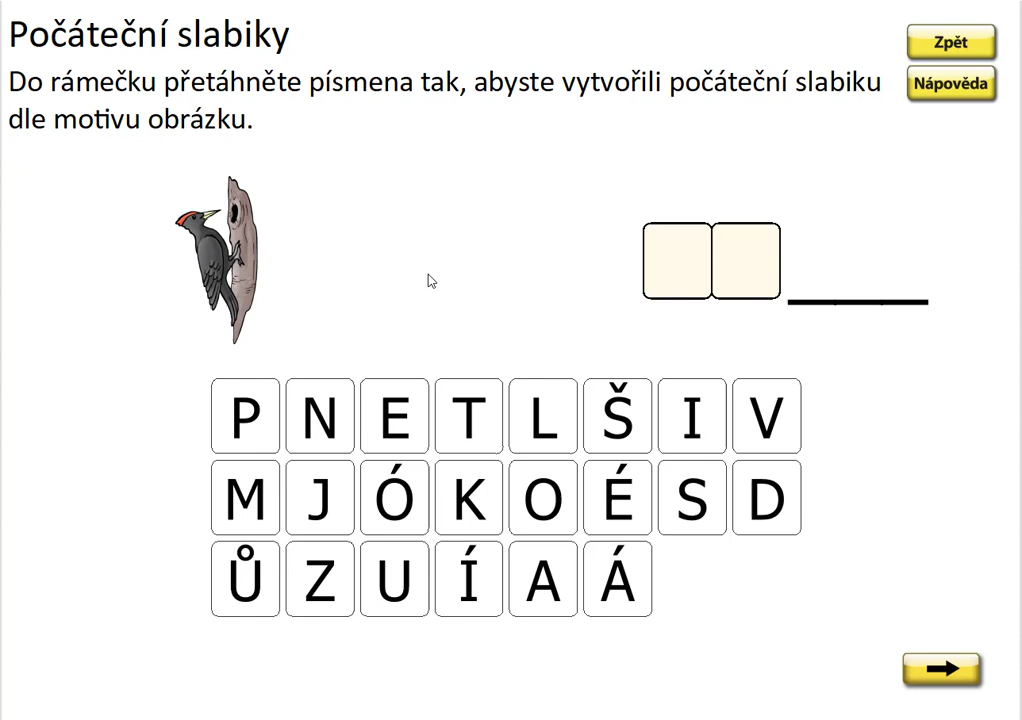 Počáteční slabiky
Zpět
Do rámečku přetáhněte písmena tak, abyste vytvořili počáteční slabiku
Nápověda
dle motivu obrázku.
P N E T L Š I V
M J Ó K O É S D
Ů Z U Í A Á